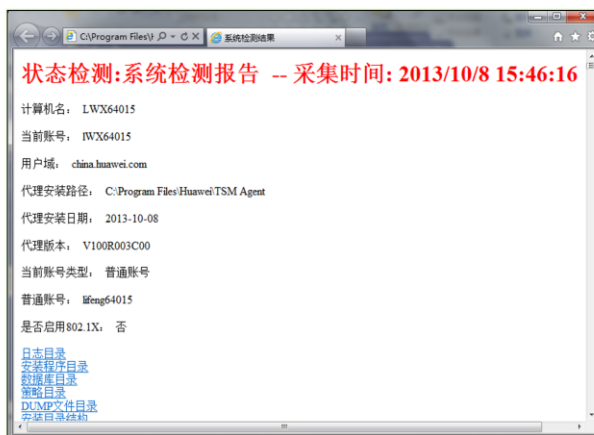 C:\Program Files\H
系统检测结果
状态检测:系统检测报告 -- 采集时间: 2013/10/8 15:46:16
计算机名: LWX64015
当前账号: lWX64015
用户域: china.huawei.com
代理安装路径: C:\Program Files\Huawei\TSM Agent
代理安装日期: 2013-10-08
代理版本: V100R003C00
当前账号类型: 普通账号
普通账号: lifeng64015
是否启用802.1X: 否
日志目录
安装程序目录
数据库目录
策略目录
DUMP文件目录
安装目录结构